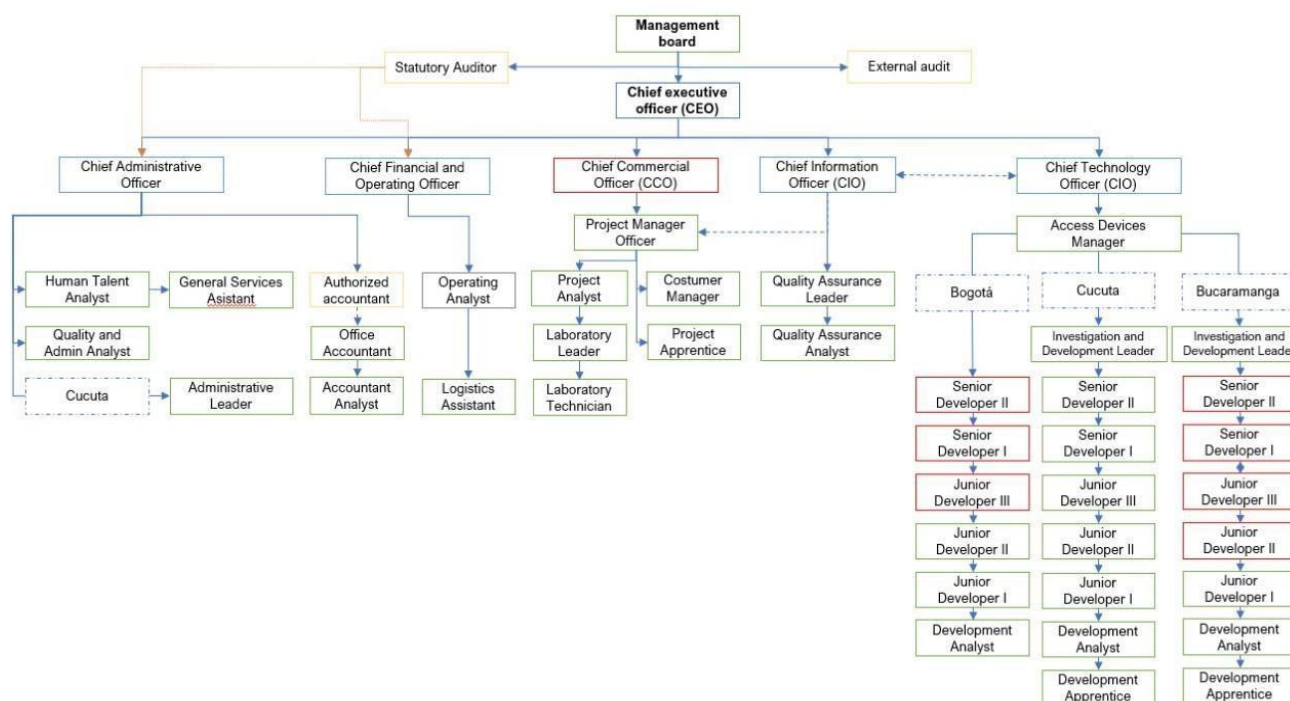 Management
board
Statutory Auditor
External audit
Chief executive
officer (CEO)
Chief Administrative
Officer
Chief Financial and
Operating Officer
Chief Commercial
Officer (CCO)
Chief Information
Officer (CIO)
Chief Technology
Officer (CIO)
Project Manager
Officer
Access Devices
Manager
Human Talent
Analyst
General Services
Asistant
Authorized
accountant
Operating
Analyst
Project
Analyst
Costumer
Manager
Quality Assurance
Leader
Bogotá
Cucuta
Bucaramanga
Quality and
Admin Analyst
Office
Accountant
Laboratory
Leader
Project
Apprentice
Quality Assurance
Analyst
Investigation and
Development Leader
Investigation and
Development Leade
Cucuta
Administrative
Leader
Accountant
Analyst
Logistics
Assistant
Laboratory
Technician
Senior
Developer II
Senior
Developer II
Senior
Developer II
Senior
Developer I
Senior
Developer I
Senior
Developer I
Junior
Developer III
Junior
Developer III
Junior
Developer III
Junior
Developer II
Junior
Developer II
Junior
Developer II
Junior
Developer I
Junior
Developer I
Junior
Developer I
Development
Analyst
Development
Analyst
Development
Analyst
Development
Apprentice
Development
Apprentice